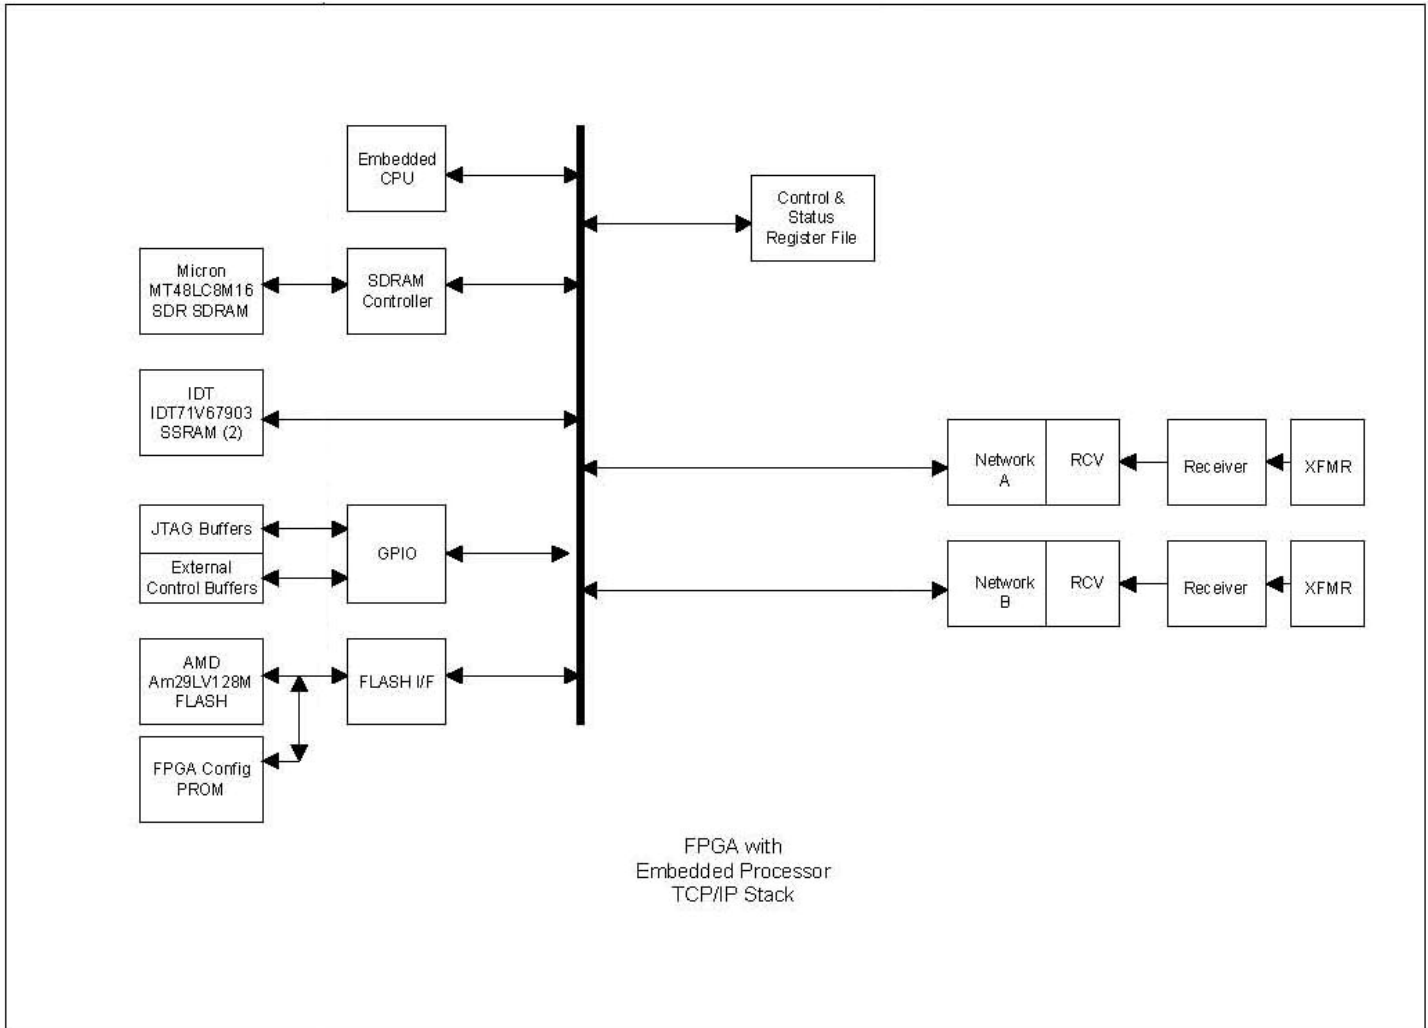 Embedded
CPU
Control &
Status
Register File
Micron
MT48LC8M16
SDR SDRAM
SDRAM
Controller
IDT
IDT71V67903
SSRAM (2)
Network
A
RCV
Receiver
XFMR
JTAG Buffers
External
Control Buffers
GPIO
Network
B
RCV
Receiver
XFMR
AMD
Am29LV128M
FLASH
FLASH I/F
FPGA Config
PROM
FPGA with
Embedded Processor
TCP/IP Stack